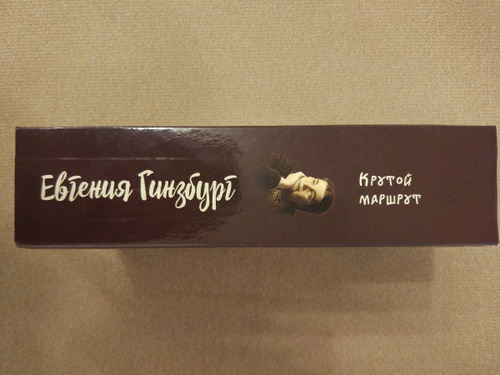 Евгения Гинзбург
Крутой
маршрут